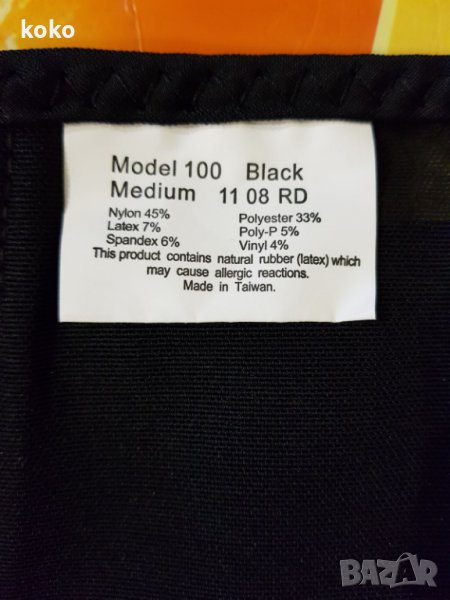 koko
Model 100 Black
Medium 11 08 RD
Nylon 45% Polyester 33%
Latex 7% Poly-P 5%
Spandex 6% Vinyl 4%
This product contains natural rubber (latex) which
may cause allergic reactions.
Made in Taiwan.
BAZAR